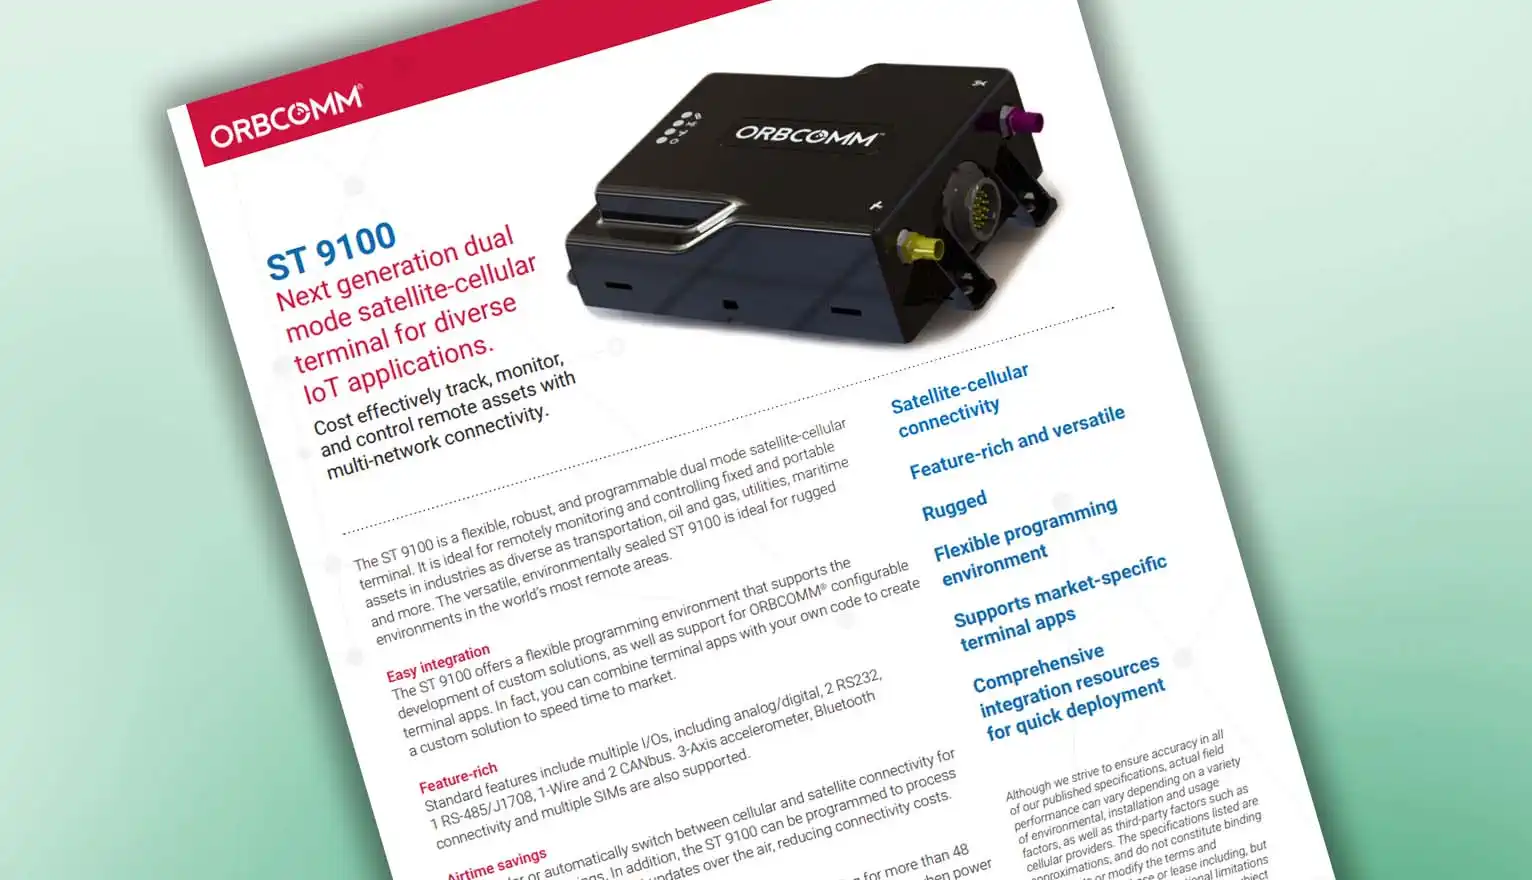 ORBCOMM®
ORBCOMM™
ST 9100
Next generation dual
mode satellite-cellular
terminal for diverse
IoT applications.
Cost effectively track, monitor,
and control remote assets with
multi-network connectivity.
The ST 9100 is a flexible, robust, and programmable dual mode satellite-cellular
terminal. It is ideal for remotely monitoring and controlling fixed and portable
assets in industries as diverse as transportation, oil and gas, utilities, maritime
and more. The versatile, environmentally sealed ST 9100 is ideal for rugged
environments in the world's most remote areas.
Easy integration
The ST 9100 offers a flexible programming environment that supports the
development of custom solutions, as well as support for ORBCOMM® configurable
terminal apps. In fact, you can combine terminal apps with your own code to create
a custom solution to speed time to market.
Feature-rich
Standard features include multiple I/Os, including analog/digital, 2 RS232,
1 RS-485/J1708, 1-Wire and 2 CANbus. 3-Axis accelerometer, Bluetooth
connectivity and multiple SIMs are also supported.
Airtime savings
or automatically switch between cellular and satellite connectivity for
In addition, the ST 9100 can be programmed to process
updates over the air, reducing connectivity costs.
for more than 48
power
Satellite-cellular
connectivity
Feature-rich and versatile
Rugged
Flexible programming
environment
Supports market-specific
terminal apps
Comprehensive
integration resources
for quick deployment
Although we strive to ensure accuracy in all
of our published specifications, actual field
performance can vary depending on a variety
of environmental, installation and usage
factors, as well as third-party factors such as
cellular providers. The specifications listed are
approximations, and do not constitute binding
or modify the terms and
or lease including, but
limitations